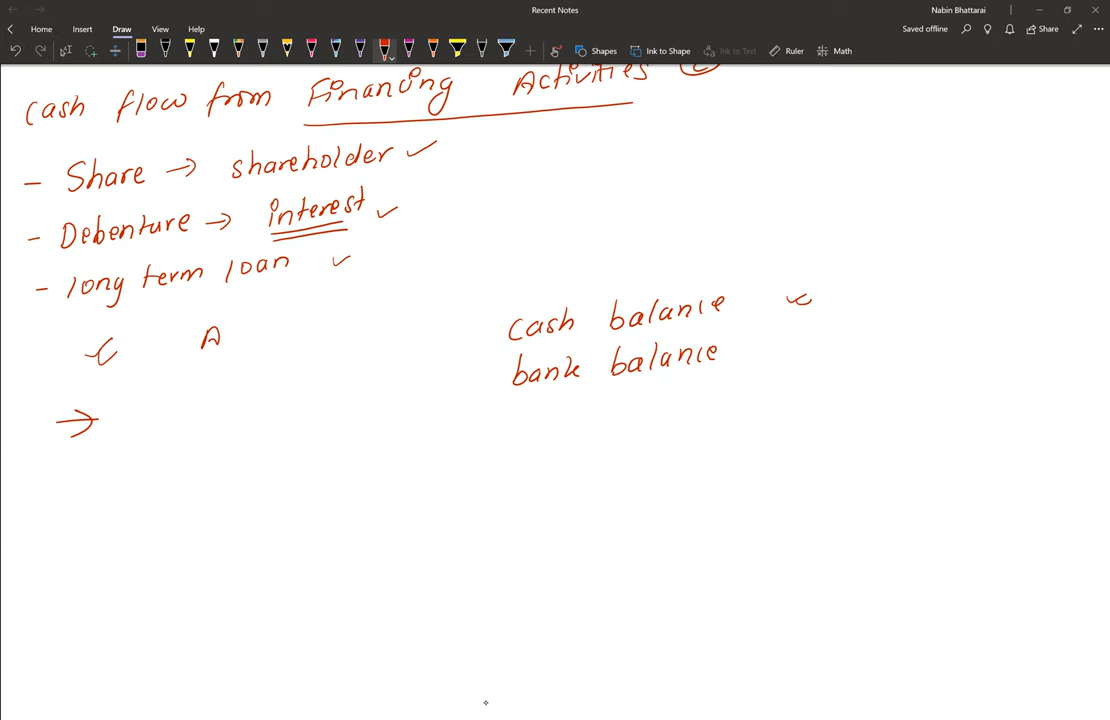 Recent Notes
Nabin Bhattarai
Home Insert Draw View Help
Saved offline
Share
Shapes
Ink to Shape
Ink to Text
Ruler
Math
Cash flow from Financing Activities
- Share → shareholder ✓
- Debenture → interest ✓
- long term loan ✓
A
→
cash balance
bank balance